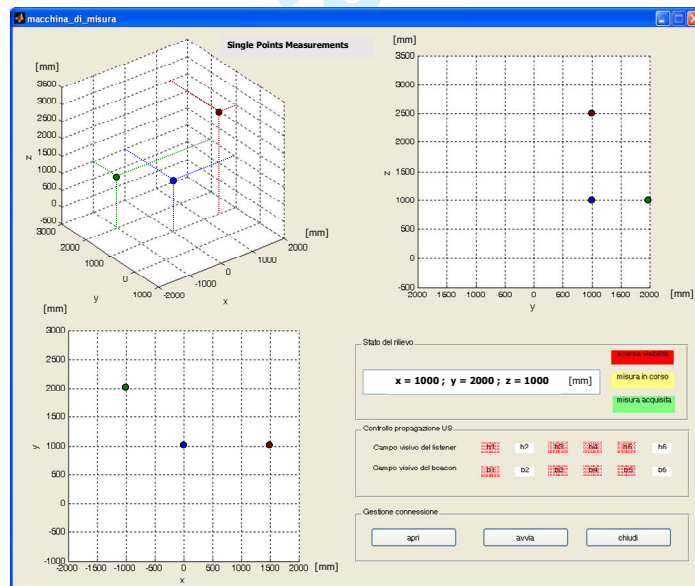 macchina_di_misura
Single Points Measurements
[mm]
3500
3000
2500
2000
1500
1000
500
0
-500
z
3000
2000
1000
0
1000
y
-2000
-1000
0
1000
2000
x
[mm]
[mm]
3500
3000
2500
2000
1500
1000
500
0
-500
z
2000 1500 1000 500 0 500 1000 1500 2000 [mm]
y
[mm]
3000
2500
2000
1500
1000
500
0
-500
-1000
y
-2000 -1500 -1000 -500 0 500 1000 1500 2000 [mm]
x
Stato del rilievo
x = 1000 ; y = 2000 ; z = 1000 [mm]
scarsa visibilita
misura in corso
misura acquisita
Controllo propagazione US
Campo visivo del listener h1 h2 h3 h4 h5 h6
Campo visivo del beacon b1 b2 b3 b4 b5 b6
Gestione connessione
apri avvia chiudi